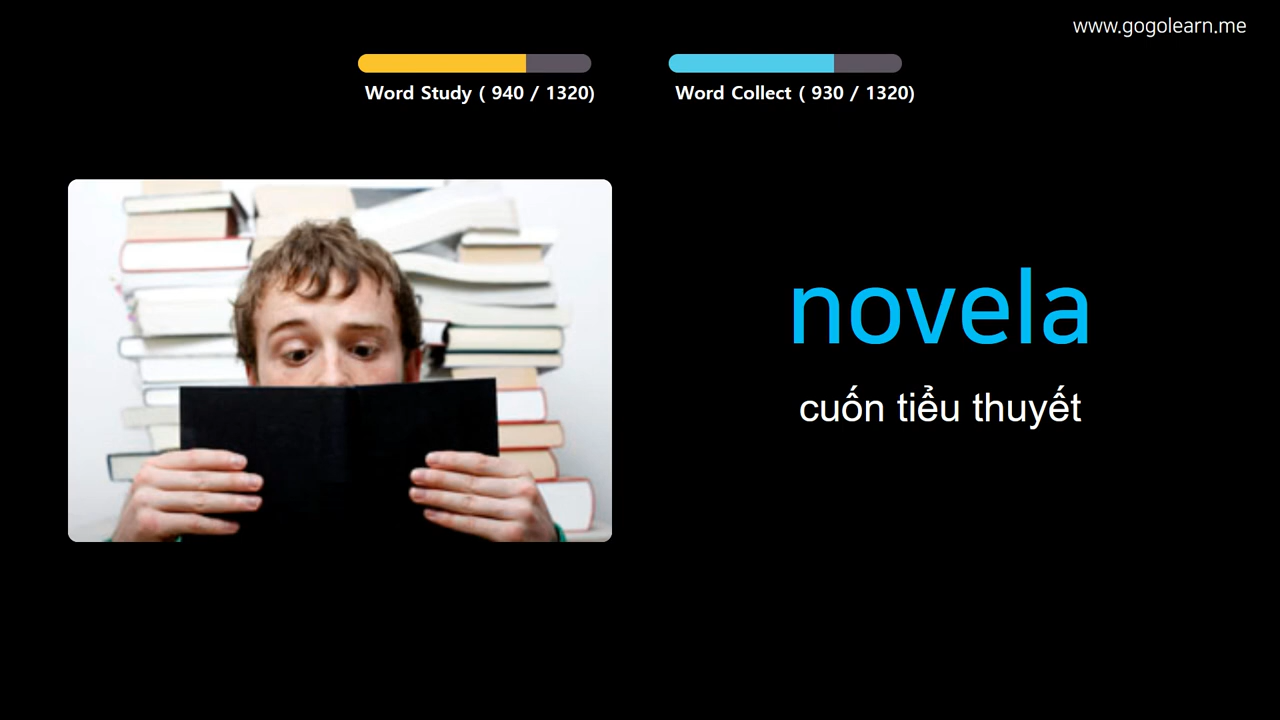 www.gogolearn.me
Word Study ( 940 / 1320)
Word Collect ( 930 / 1320)
novela
cuốn tiểu thuyết